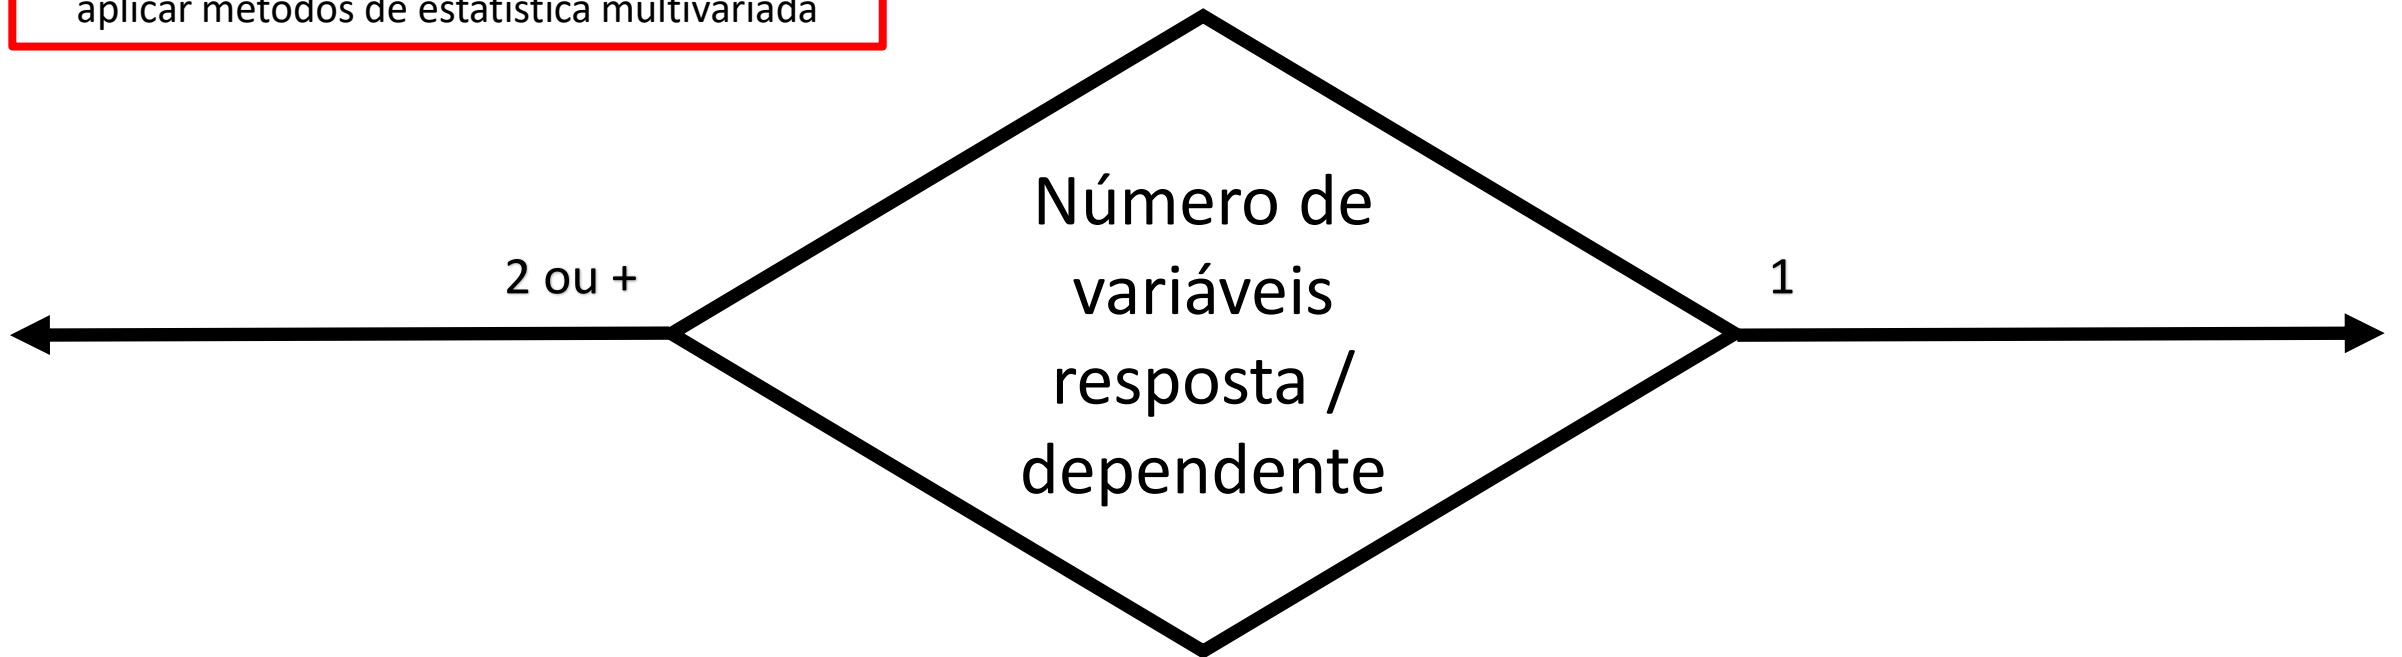 aplicar métodos de estatística multivariada
Número de
variáveis
resposta /
dependente
2 ou +
1